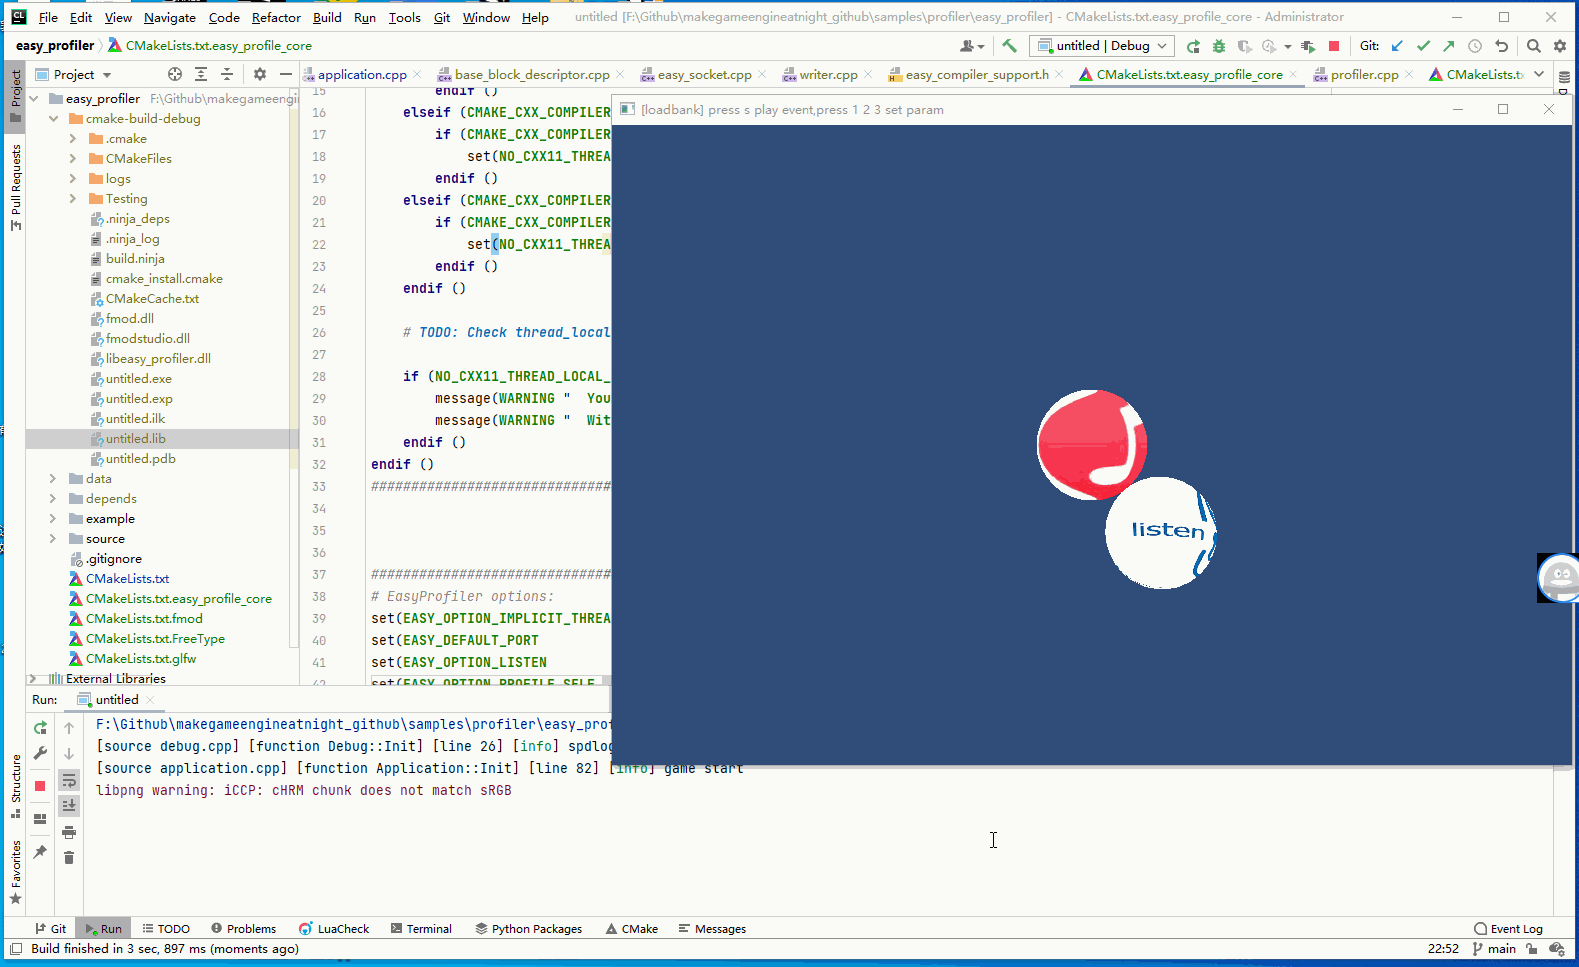 File Edit View Navigate Code Refactor Build Run Tools Git Window Help untitled [F:\Github\makegameengineatnight_github\samples\profiler\easy_profiler] - CMakeLists.txt.easy_profile_core - Administrator
easy_profiler CMakeLists.txt.easy_profile_core untitled | Debug Git:
Project application.cpp base_block_descriptor.cpp easy_socket.cpp writer.cpp easy_compiler_support.h CMakeLists.txt.easy_profile_core profiler.cpp CMakeLists.tx
Project
Pull Requests
Structure
Favorites
easy_profiler F:\Github\makegameengi
cmake-build-debug
.cmake
CMakeFiles
logs
Testing
.ninja_deps
.ninja_log
build.ninja
cmake_install.cmake
CMakeCache.txt
fmod.dll
fmodstudio.dll
libeasy_profiler.dll
untitled.exe
untitled.exp
untitled.ilk
untitled.lib
untitled.pdb
data
depends
example
source
.gitignore
CMakeLists.txt
CMakeLists.txt.easy_profile_core
CMakeLists.txt.fmod
CMakeLists.txt.FreeType
CMakeLists.txt.glfw
External Libraries
15 endif ()
16 elseif (CMAKE_CXX_COMPILER
17 if (CMAKE_CXX_COMPILER
18 set(NO_CXX11_THREA
19 endif ()
20 elseif (CMAKE_CXX_COMPILER
21 if (CMAKE_CXX_COMPILER
22 set(NO_CXX11_THREA
23 endif ()
24 endif ()
25
26 # TODO: Check thread_local
27
28 if (NO_CXX11_THREAD_LOCAL_
29 message(WARNING " You
30 message(WARNING " Wit
31 endif ()
32 endif ()
33 ##############################
34
35
36
37 ##############################
38 # EasyProfiler options:
39 set(EASY_OPTION_IMPLICIT_THREA
40 set(EASY_DEFAULT_PORT
41 set(EASY_OPTION_LISTEN
42 set(EASY_OPTION_PROFILE_SELF
[loadbank] press s play event,press 1 2 3 set param
listen
Run: untitled
F:\Github\makegameengineatnight_github\samples\profiler\easy_prof
[source debug.cpp] [function Debug::Init] [line 26] [info] spdlog
[source application.cpp] [function Application::Init] [line 82] [info] game start
libpng warning: iCCP: cHRM chunk does not match sRGB
Git Run TODO Problems LuaCheck Terminal Python Packages CMake Messages Event Log
Build finished in 3 sec, 897 ms (moments ago) 22:52 main